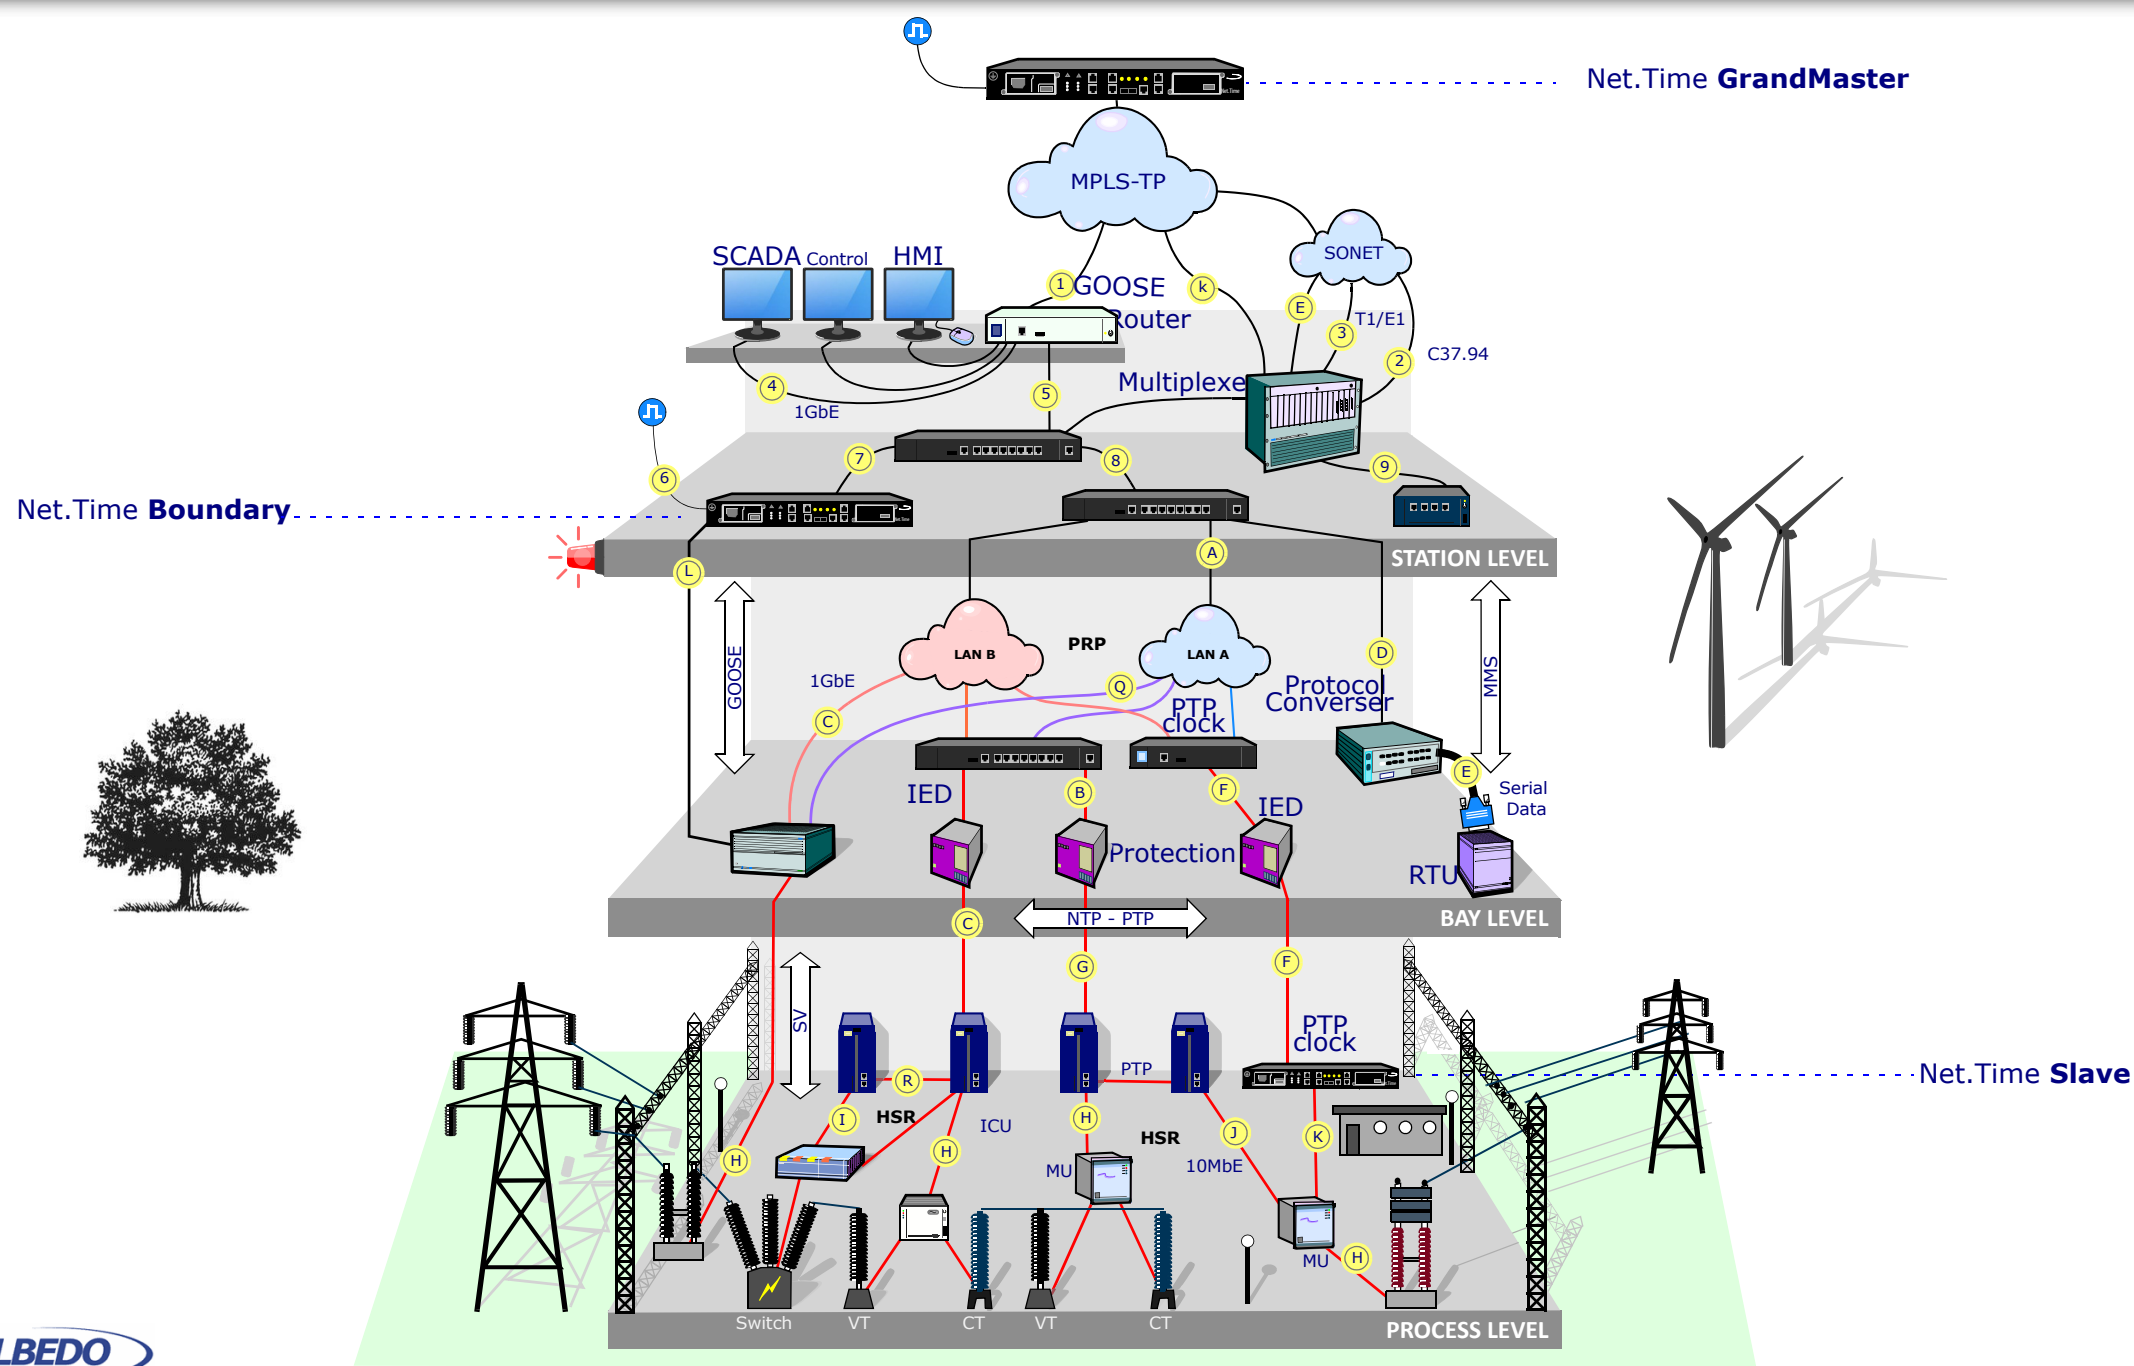 Net.Time GrandMaster
MPLS-TP
SONET
SCADA Control HMI
1 GOOSE
Router
k
E
3 T1/E1
2 C37.94
4
1GbE
5
Multiplexe
6
7
8
9
Net.Time Boundary
STATION LEVEL
L
A
GOOSE
LAN B
PRP
LAN A
D
MMS
1GbE
C
Q
PTP
clock
Protocol
Converser
E
Serial
Data
IED
B
F
IED
Protection
RTU
BAY LEVEL
NTP - PTP
C
G
F
SV
PTP
clock
Net.Time Slave
R
PTP
I
HSR
ICU
H
H
H
HSR
J
K
10MbE
MU
MU
H
Switch
VT
CT
VT
CT
PROCESS LEVEL
LBEDO